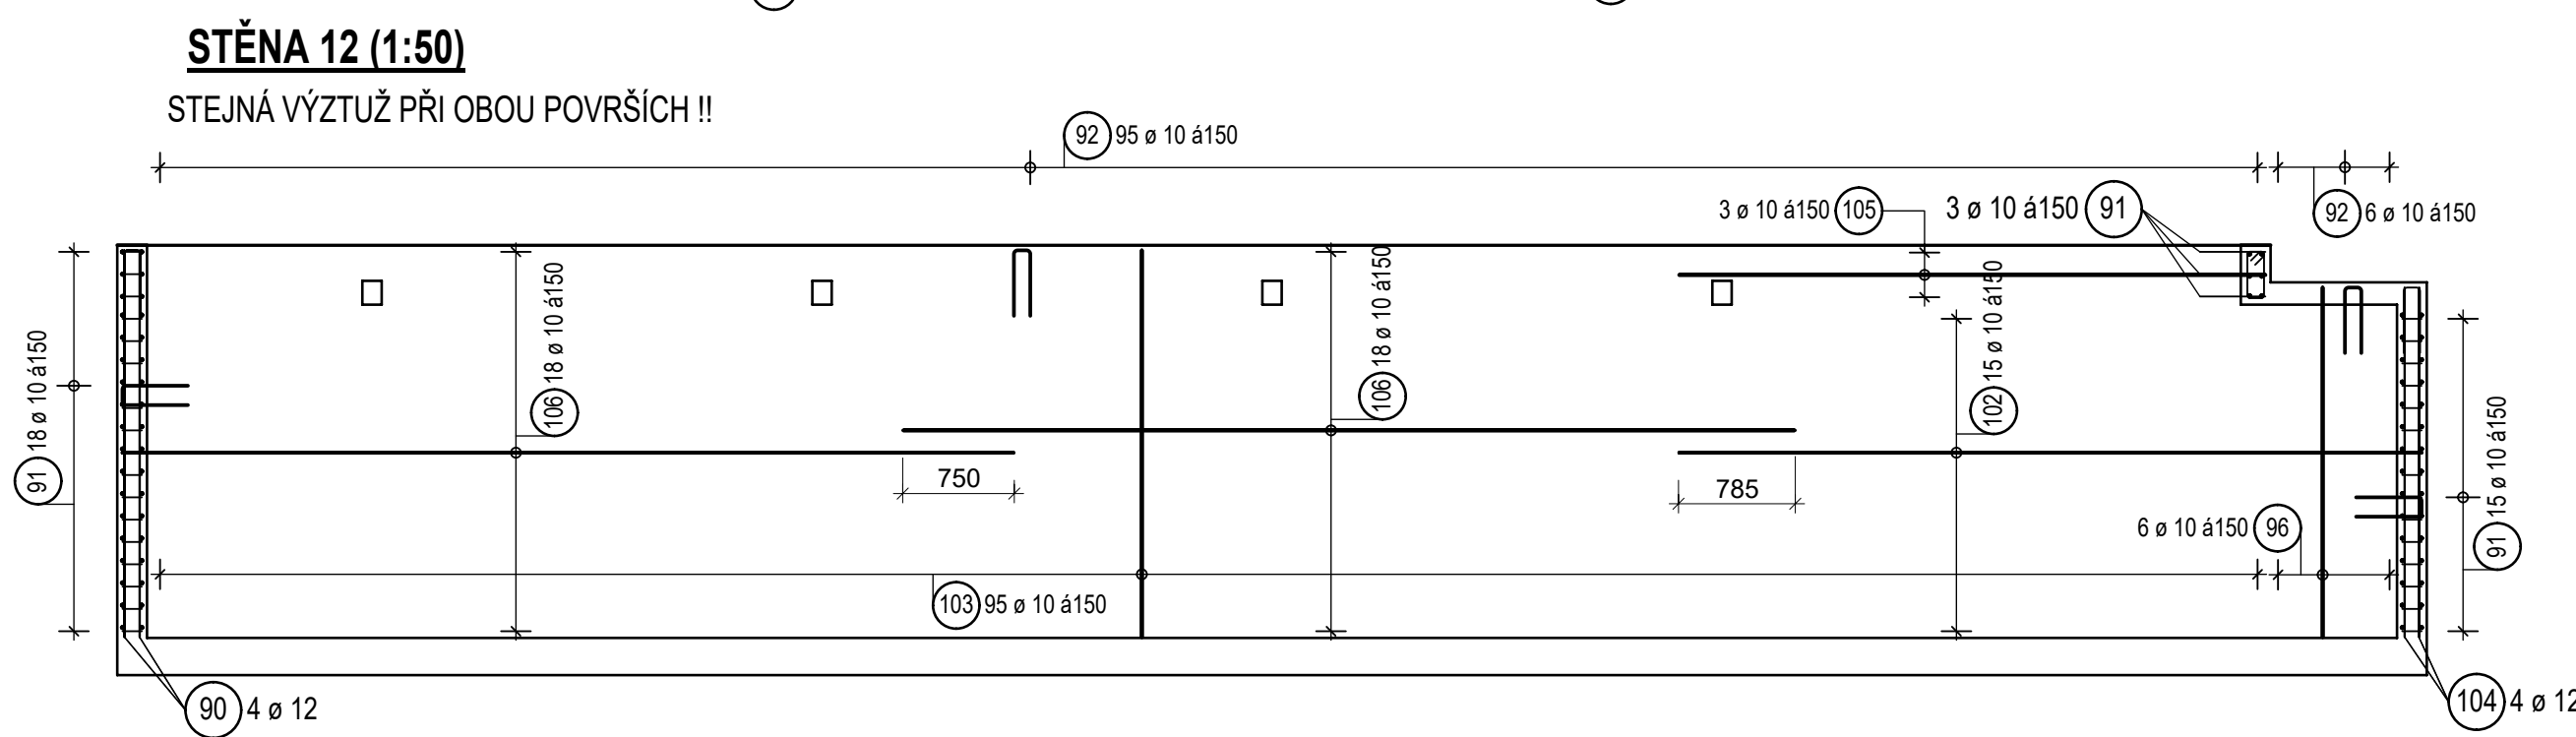 STĚNA 12 (1:50)
STEJNÁ VÝZTUŽ PŘI OBOU POVRŠÍCH !!
92 95 ø 10 á150
3 ø 10 á150 105
3 ø 10 á150 91
92 6 ø 10 á150
91 18 ø 10 á150
106 18 ø 10 á150
106 18 ø 10 á150
102 15 ø 10 á150
91 15 ø 10 á150
750
785
6 ø 10 á150 96
103 95 ø 10 á150
90 4 ø 12
104 4 ø 12